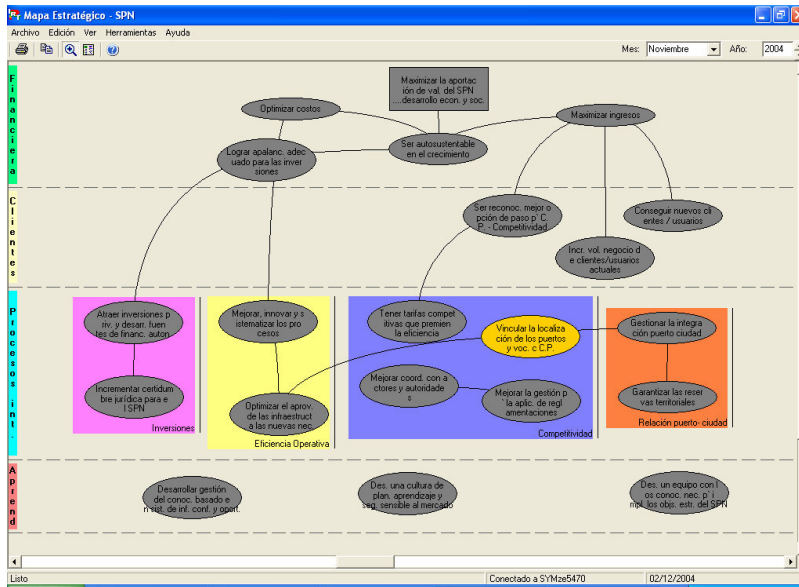 Mapa Estratégico - SPN
Archivo Edición Ver Herramientas Ayuda
Mes: Noviembre Año: 2004
Financiera
Maximizar la aportac
ión de val. del SPN
....desarrollo econ. y soc.
Optimizar costos
Maximizar ingresos
Lograr apalanc. adec
uado para las inver
siones
Ser autosustentable
en el crecimiento
Clientes
Ser reconoc. mejor o
pción de paso p` C.
P. - Competitividad
Conseguir nuevos cli
entes / usuarios
Incr. vol. negocio d
e clientes/usuarios
actuales
Procesos int.
Atraer inversiones p
riv. y desarr. fuen
tes de financ. auton.
Mejorar, innovar y s
istematizar los pro
cesos
Tener tarifas compet
itivas que premien
la eficiencia
Vincular la localiza
ción de los puertos
y voc. c C.P.
Gestionar la integra
ción puerto ciudad
Incrementar certidum
bre jurídica para e
l SPN
Optimizar el aprov.
de las infraestruct
a las nuevas nec.
Mejorar coord. con a
ctores y autoridade
s
Mejorar la gestión p
`la aplic. de regl
amentaciones
Garantizar las reser
vas territoriales
Inversiones
Eficiencia Operativa
Competitividad
Relación puerto- ciudad
Aprend
Desarrollar gestión
del conoc. basado e
n sist. de inf. conf. y oport.
Des. una cultura de
plan. aprendizaje y
seg. sensible al mercado
Des. un equipo con l
os conoc. nec. p` i
mpl. los objs. estr. del SPN
Listo
Conectado a SYMze5470
02/12/2004